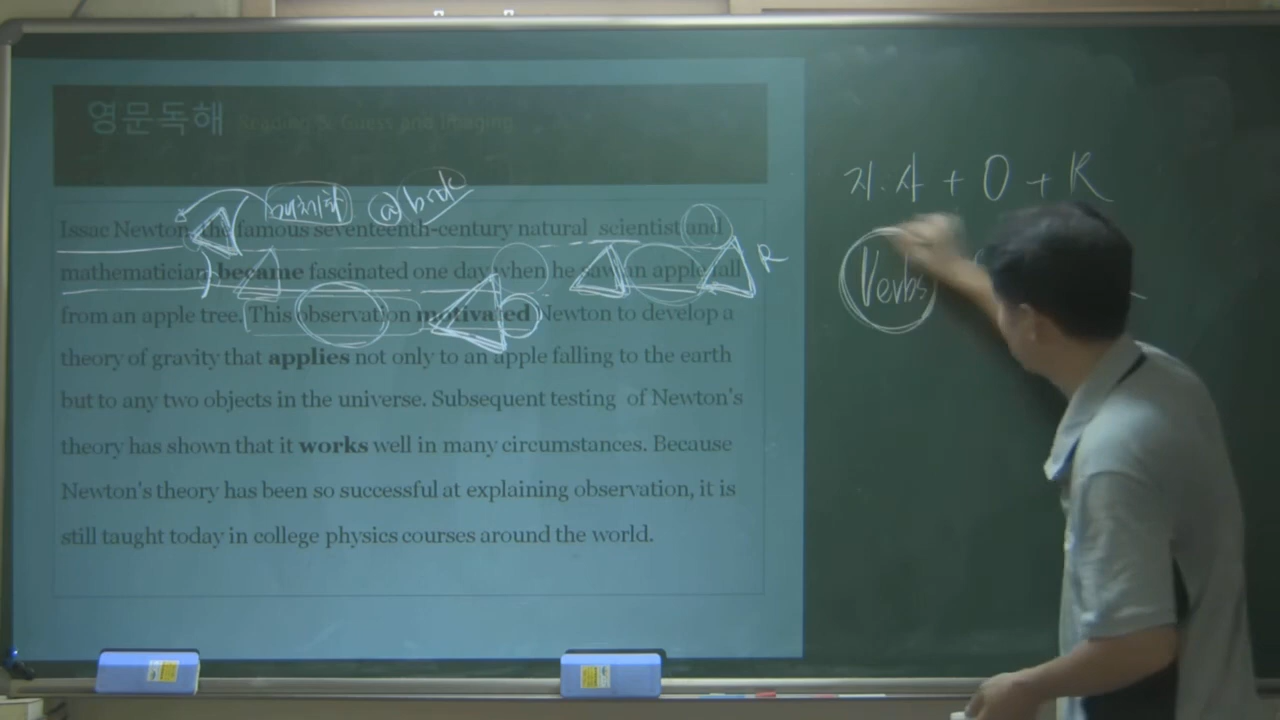 영문독해 Reading & Guess and Imaging
ⓐ break
Issac Newton, the famous seventeenth-century natural scientist and
mathematician, became fascinated one day when he saw an apple fall
R
from an apple tree. This observation motivated Newton to develop a
theory of gravity that applies not only to an apple falling to the earth
but to any two objects in the universe. Subsequent testing of Newton's
theory has shown that it works well in many circumstances. Because
Newton's theory has been so successful at explaining observation, it is
still taught today in college physics courses around the world.
지.사 + O + R
Verbs